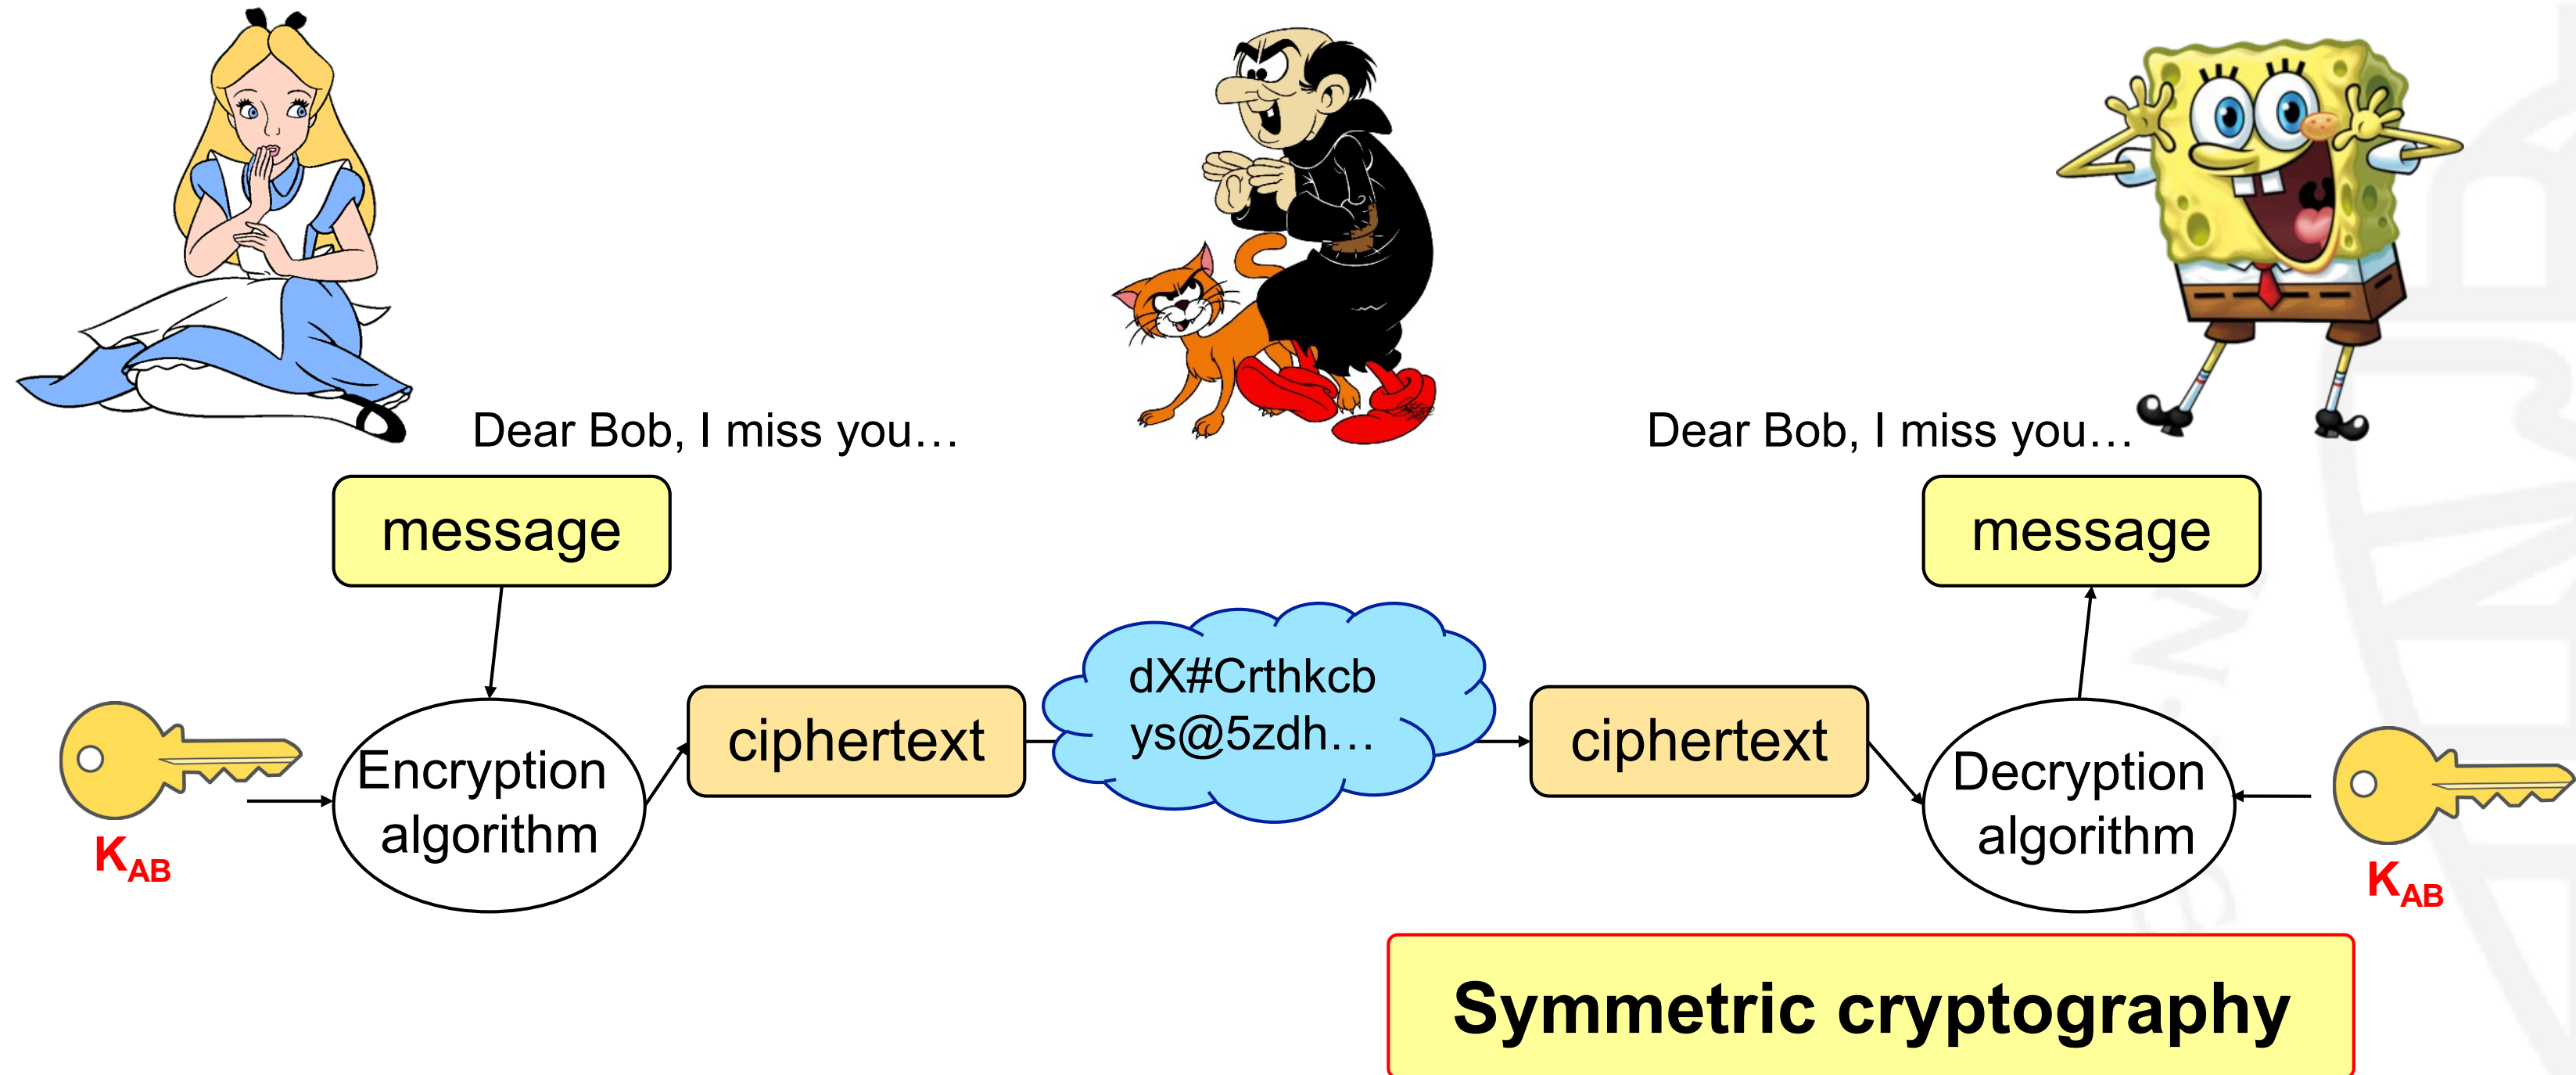 Dear Bob, I miss you…
Dear Bob, I miss you…
message
message
dX#Crthkcb
ys@5zdh…
ciphertext
ciphertext
Encryption
algorithm
Decryption
algorithm
KAB
KAB
Symmetric cryptography